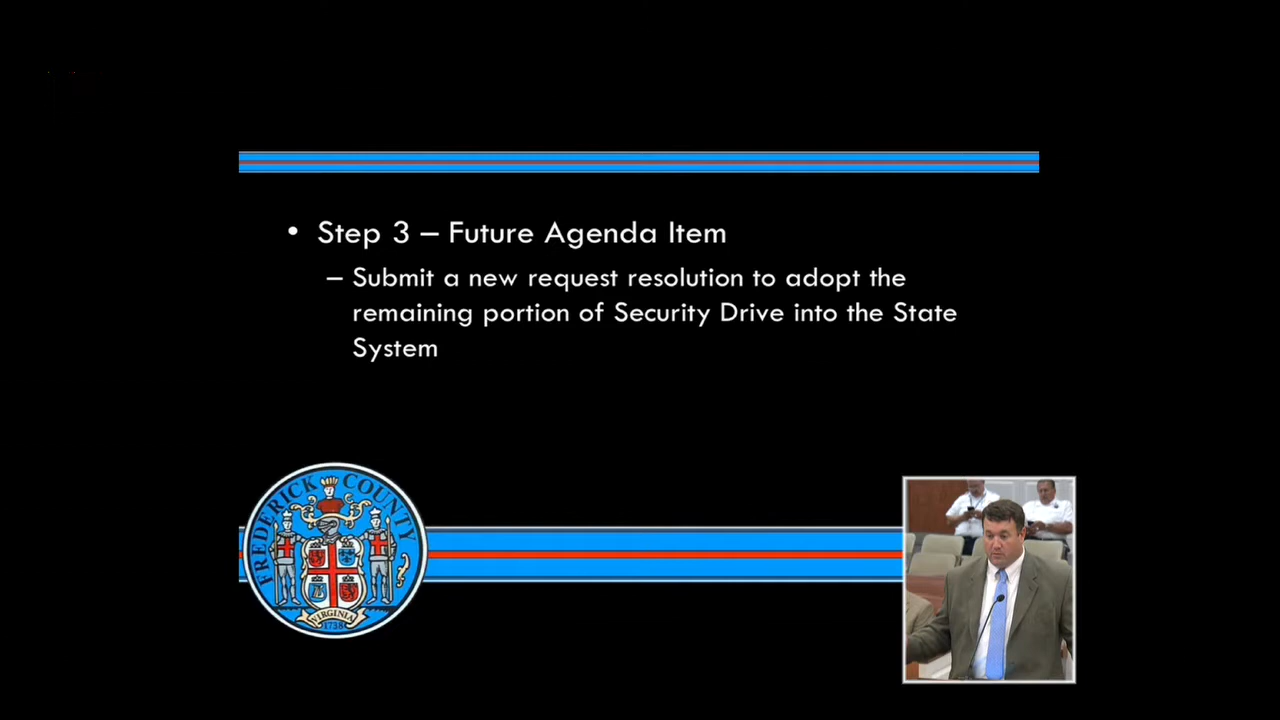 • Step 3 – Future Agenda Item
– Submit a new request resolution to adopt the
remaining portion of Security Drive into the State
System
FREDERICK COUNTY
VIRGINIA
1738